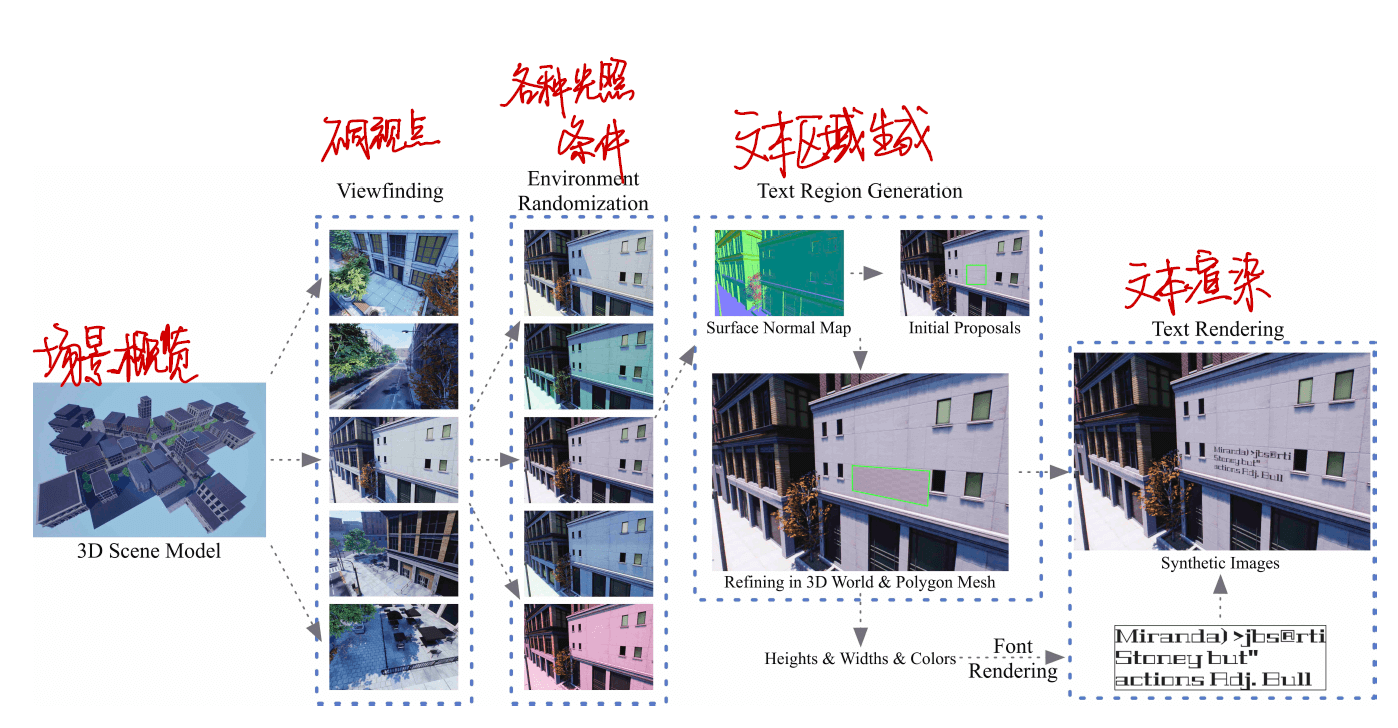 场景概览
3D Scene Model
不同视点
Viewfinding
各种光照
条件
Environment
Randomization
文本区域生成
Text Region Generation
Surface Normal Map
Initial Proposals
Refining in 3D World & Polygon Mesh
Heights & Widths & Colors
Font
Rendering
文本渲染
Text Rendering
Miranda) >jbs@rti
Stoney but"
actions Adj. Bull
Synthetic Images
Miranda) >jbs@rti
Stoney but"
actions Adj. Bull